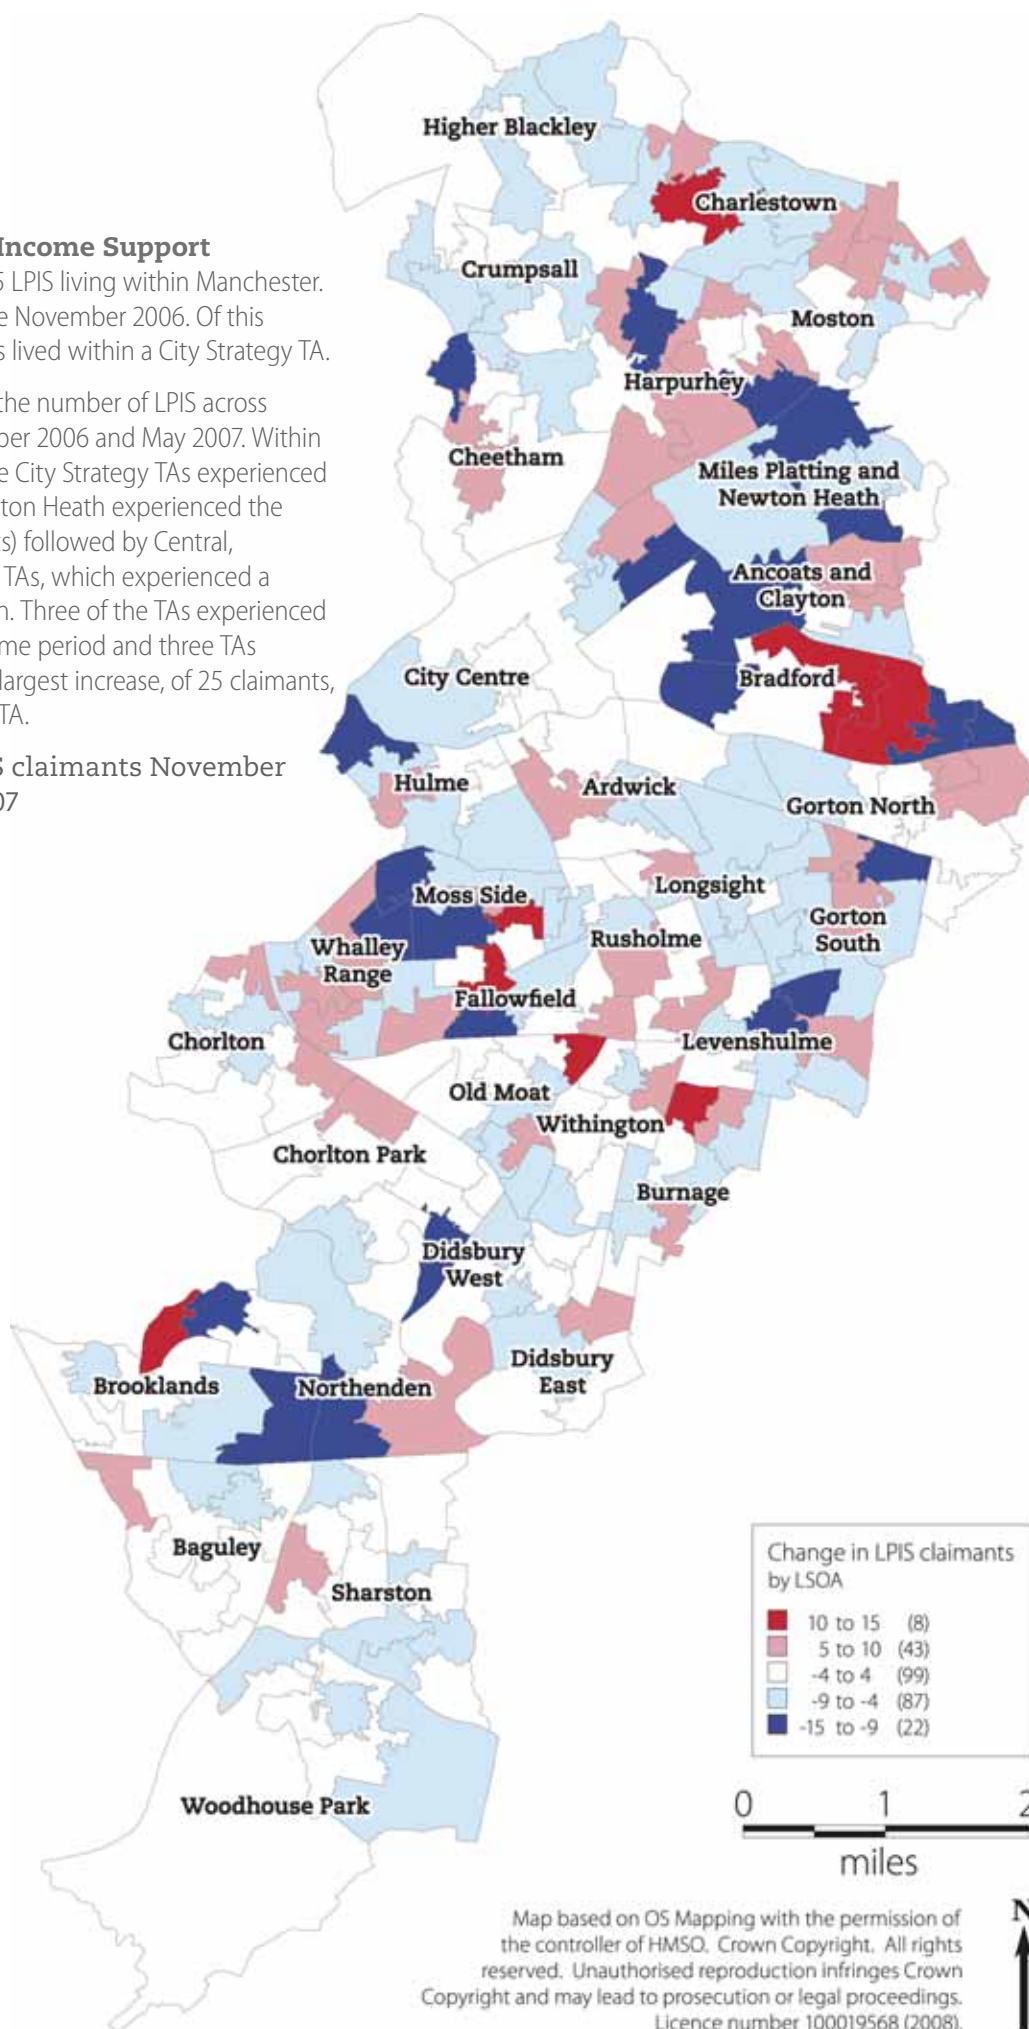 Income Support
5 LPIS living within Manchester.
e November 2006. Of this
s lived within a City Strategy TA.
the number of LPIS across
ber 2006 and May 2007. Within
e City Strategy TAs experienced
ton Heath experienced the
ts) followed by Central,
TAs, which experienced a
n. Three of the TAs experienced
me period and three TAs
largest increase, of 25 claimants,
TA.
S claimants November
07
Higher Blackley
Charlestown
Crumpsall
Moston
Harpurhey
Cheetham
Miles Platting and
Newton Heath
Ancoats and
Clayton
City Centre
Bradford
Hulme
Ardwick
Gorton North
Moss Side
Longsight
Gorton
South
Rusholme
Whalley
Range
Fallowfield
Chorlton
Levenshulme
Old Moat
Withington
Chorlton Park
Burnage
Didsbury
West
Didsbury
East
Brooklands
Northenden
Baguley
Sharston
Woodhouse Park
Change in LPIS claimants
by LSOA
10 to 15 (8)
5 to 10 (43)
-4 to 4 (99)
-9 to -4 (87)
-15 to -9 (22)
0 1 2
miles
N
Map based on OS Mapping with the permission of
the controller of HMSO. Crown Copyright. All rights
reserved. Unauthorised reproduction infringes Crown
Copyright and may lead to prosecution or legal proceedings.
Licence number 100019568 (2008).